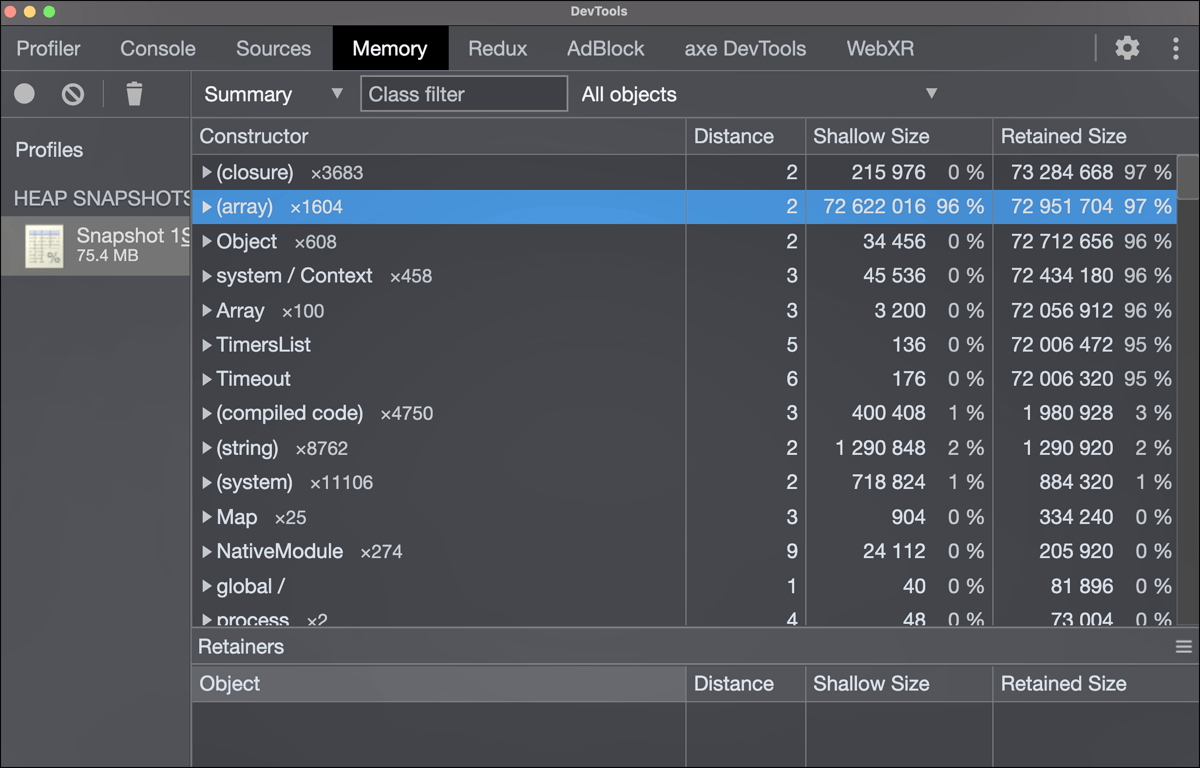 DevTools
Profiler Console Sources Memory Redux AdBlock axe DevTools WebXR
Summary Class filter All objects
Profiles
HEAP SNAPSHOTS
Snapshot 1S
75.4 MB
Constructor Distance Shallow Size Retained Size
(closure) ×3683 2 215 976 0 % 73 284 668 97 %
(array) ×1604 2 72 622 016 96 % 72 951 704 97 %
Object ×608 2 34 456 0 % 72 712 656 96 %
system / Context ×458 3 45 536 0 % 72 434 180 96 %
Array ×100 3 3 200 0 % 72 056 912 96 %
TimersList 5 136 0 % 72 006 472 95 %
Timeout 6 176 0 % 72 006 320 95 %
(compiled code) ×4750 3 400 408 1 % 1 980 928 3 %
(string) ×8762 2 1 290 848 2 % 1 290 920 2 %
(system) ×11106 2 718 824 1 % 884 320 1 %
Map ×25 3 904 0 % 334 240 0 %
NativeModule ×274 9 24 112 0 % 205 920 0 %
global / 1 40 0 % 81 896 0 %
process ×2 4 48 0 % 73 004 0 %
Retainers
Object Distance Shallow Size Retained Size